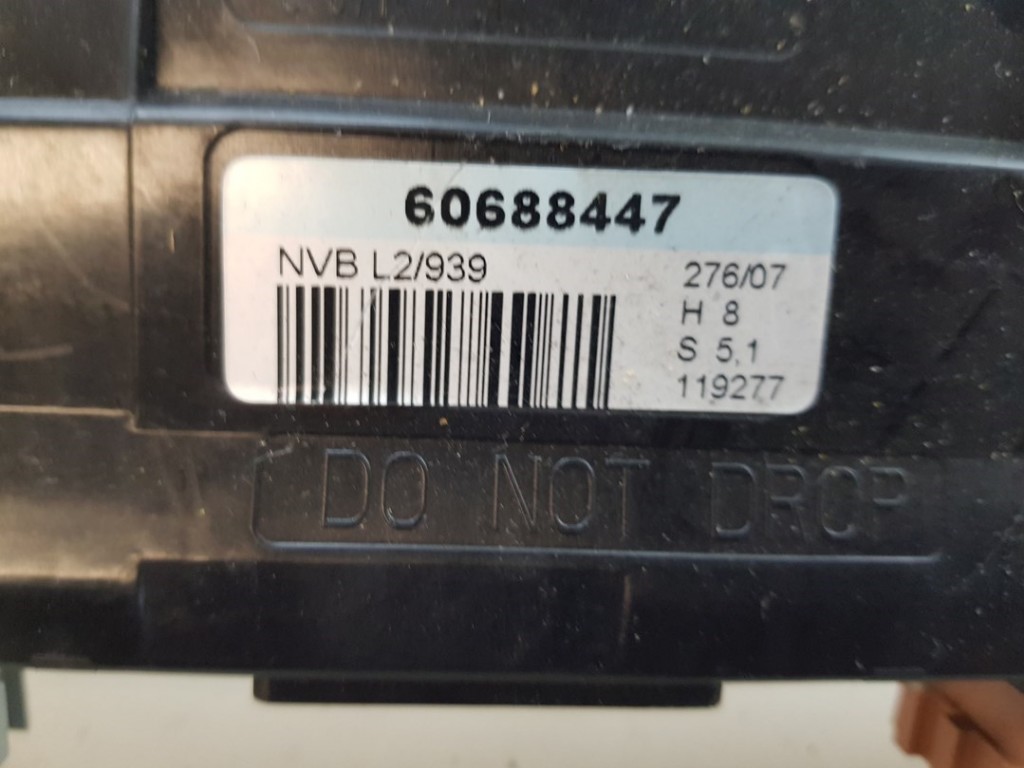 60688447
NVB L2/939
276/07
H 8
S 5,1
119277
DO NOT DROP